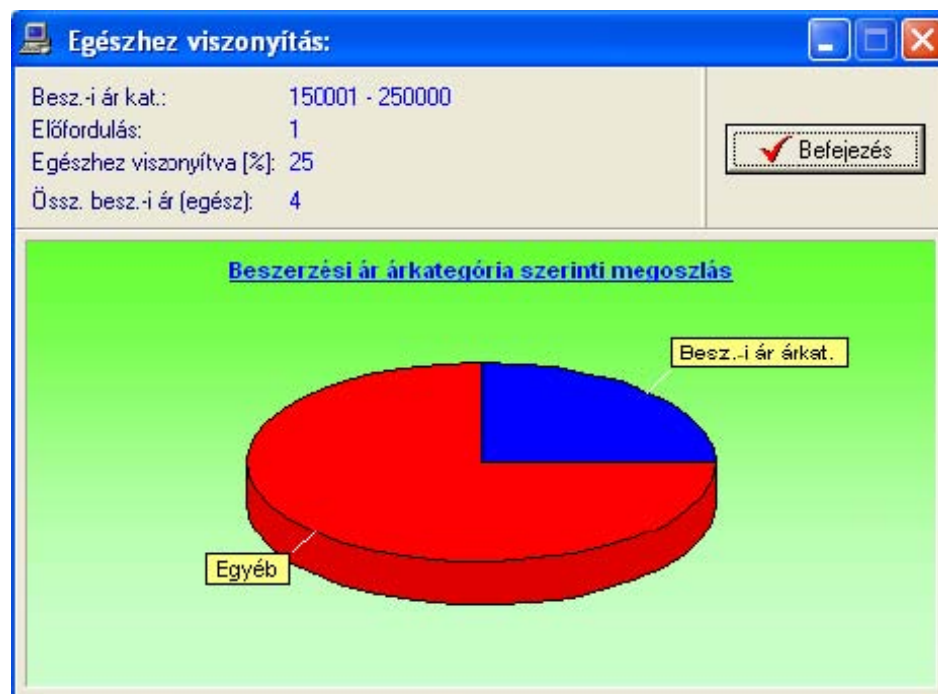 Egészhez viszonyítás:
Besz.-i ár kat.: 150001 - 250000
Előfordulás: 1
Egészhez viszonyítva [%]: 25
Össz. besz.-i ár (egész): 4
Befejezés
Beszerzési ár árkategória szerinti megoszlás
Besz.-i ár árkat.
Egyéb